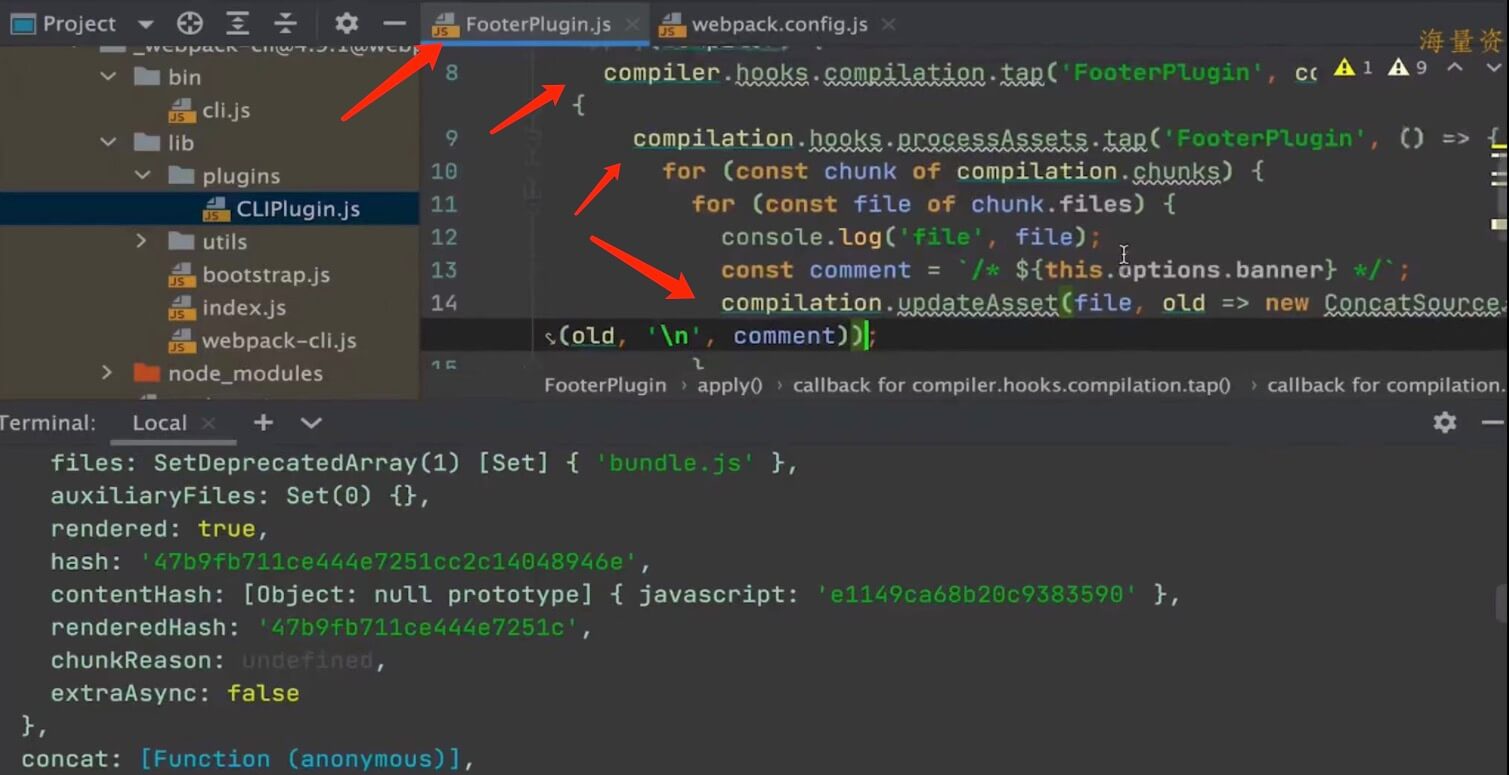 Project
FooterPlugin.js
webpack.config.js
海量资
_webpack-cli@4.9.1@webp
bin
cli.js
lib
plugins
CLIPlugin.js
utils
bootstrap.js
index.js
webpack-cli.js
node_modules
8 compiler.hooks.compilation.tap('FooterPlugin', co
1 9
{
9 compilation.hooks.processAssets.tap('FooterPlugin', () => {
10 for (const chunk of compilation.chunks) {
11 for (const file of chunk.files) {
12 console.log('file', file);
13 const comment = `/* ${this.options.banner} */`;
14 compilation.updateAsset(file, old => new ConcatSource
(old, '\n', comment));
15 }
FooterPlugin › apply() › callback for compiler.hooks.compilation.tap() › callback for compilation.
Terminal: Local
files: SetDeprecatedArray(1) [Set] { 'bundle.js' },
auxiliaryFiles: Set(0) {},
rendered: true,
hash: '47b9fb711ce444e7251cc2c14048946e',
contentHash: [Object: null prototype] { javascript: 'e1149ca68b20c9383590' },
renderedHash: '47b9fb711ce444e7251c',
chunkReason: undefined,
extraAsync: false
},
concat: [Function (anonymous)],